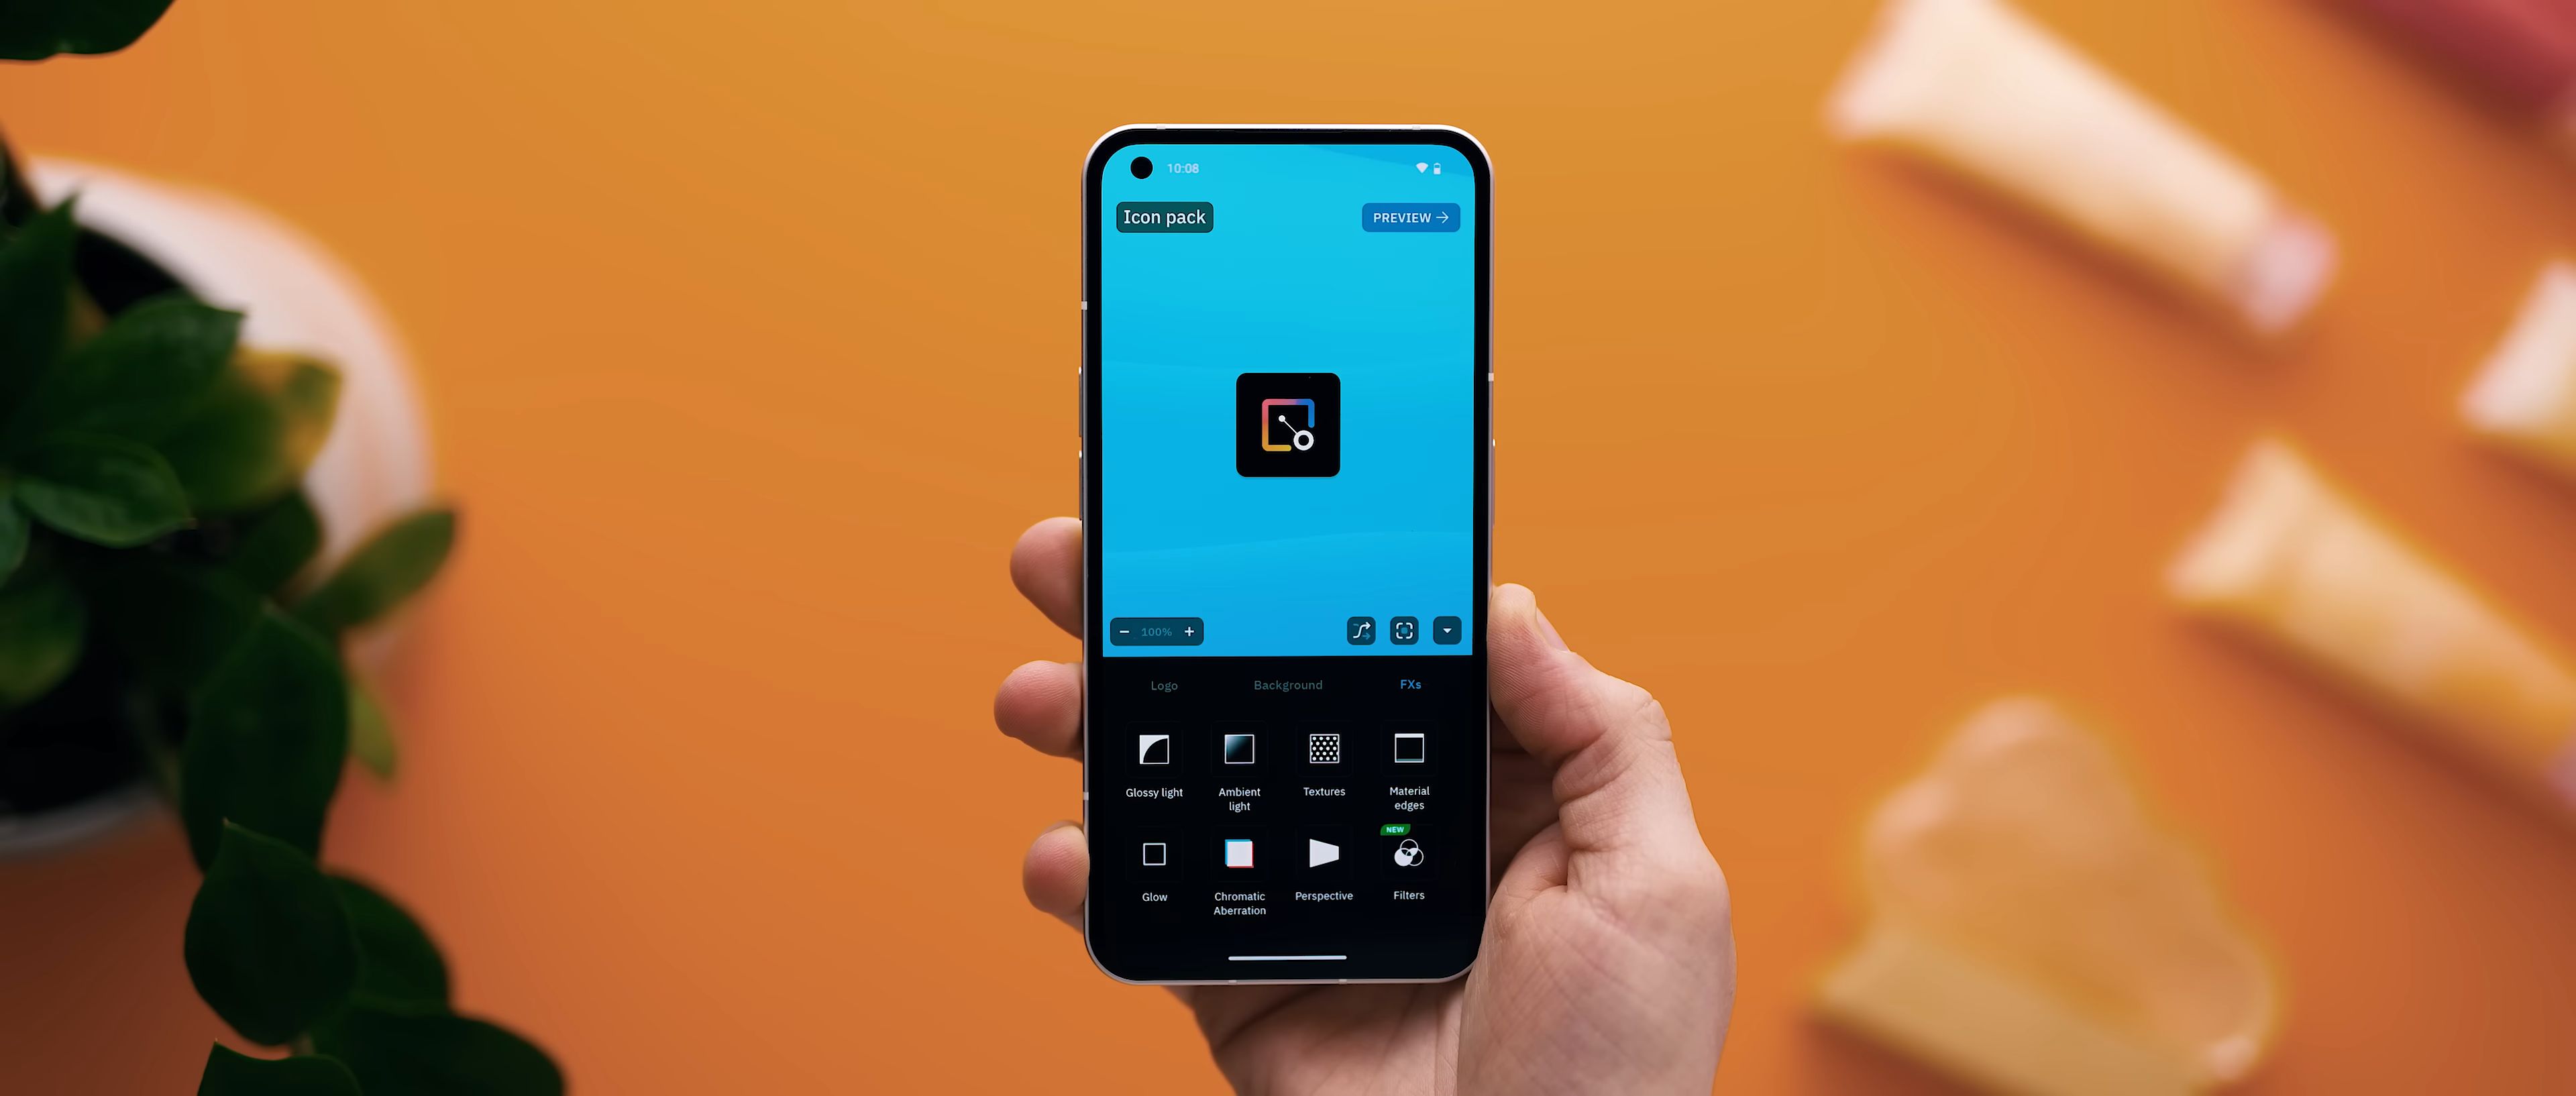 10:08
Icon pack
PREVIEW →
− 100% +
Logo Background FXs
Glossy light
Ambient
light
Textures
Material
edges
NEW
Glow
Chromatic
Aberration
Perspective
Filters